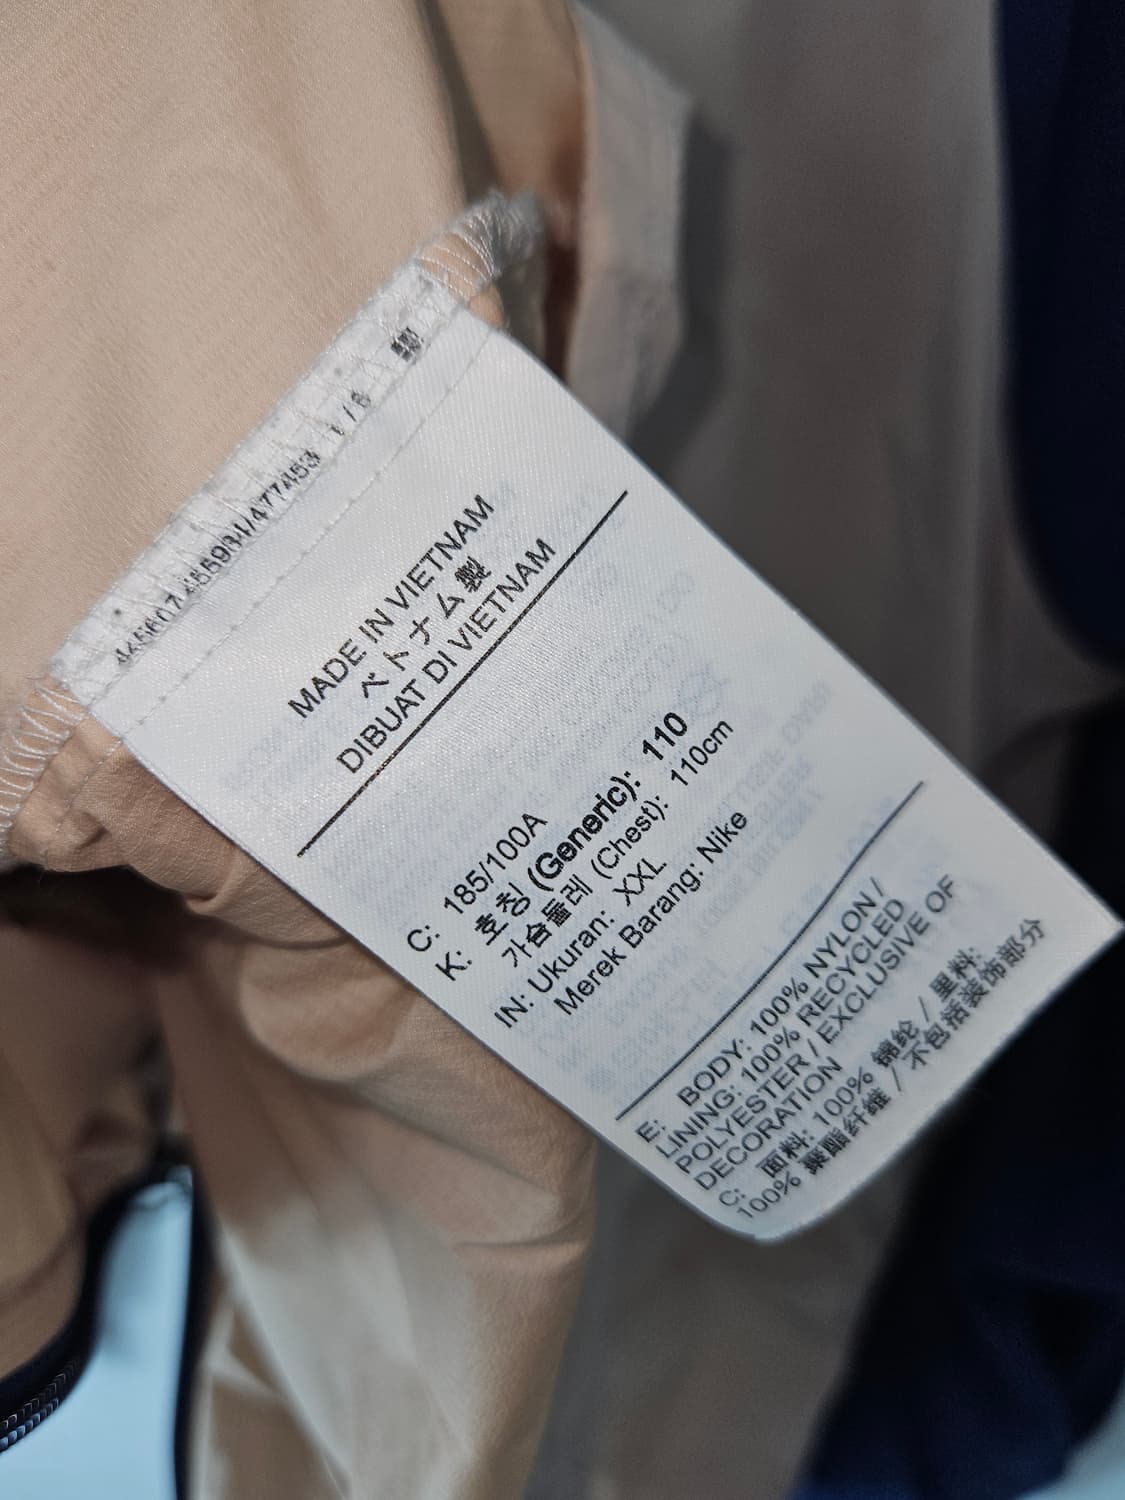 1/6
MADE IN VIETNAM
ベトナム製
DIBUAT DI VIETNAM
C: 185/100A
K: 호칭 (Generic): 110
가슴둘레 (Chest): 110cm
IN: Ukuran: XXL
Merek Barang: Nike
E: BODY: 100% NYLON /
LINING: 100% RECYCLED
POLYESTER / EXCLUSIVE OF
DECORATION
C: 面料: 100% 锦纶 / 里料:
100% 聚酯纤维 / 不包括装饰部分